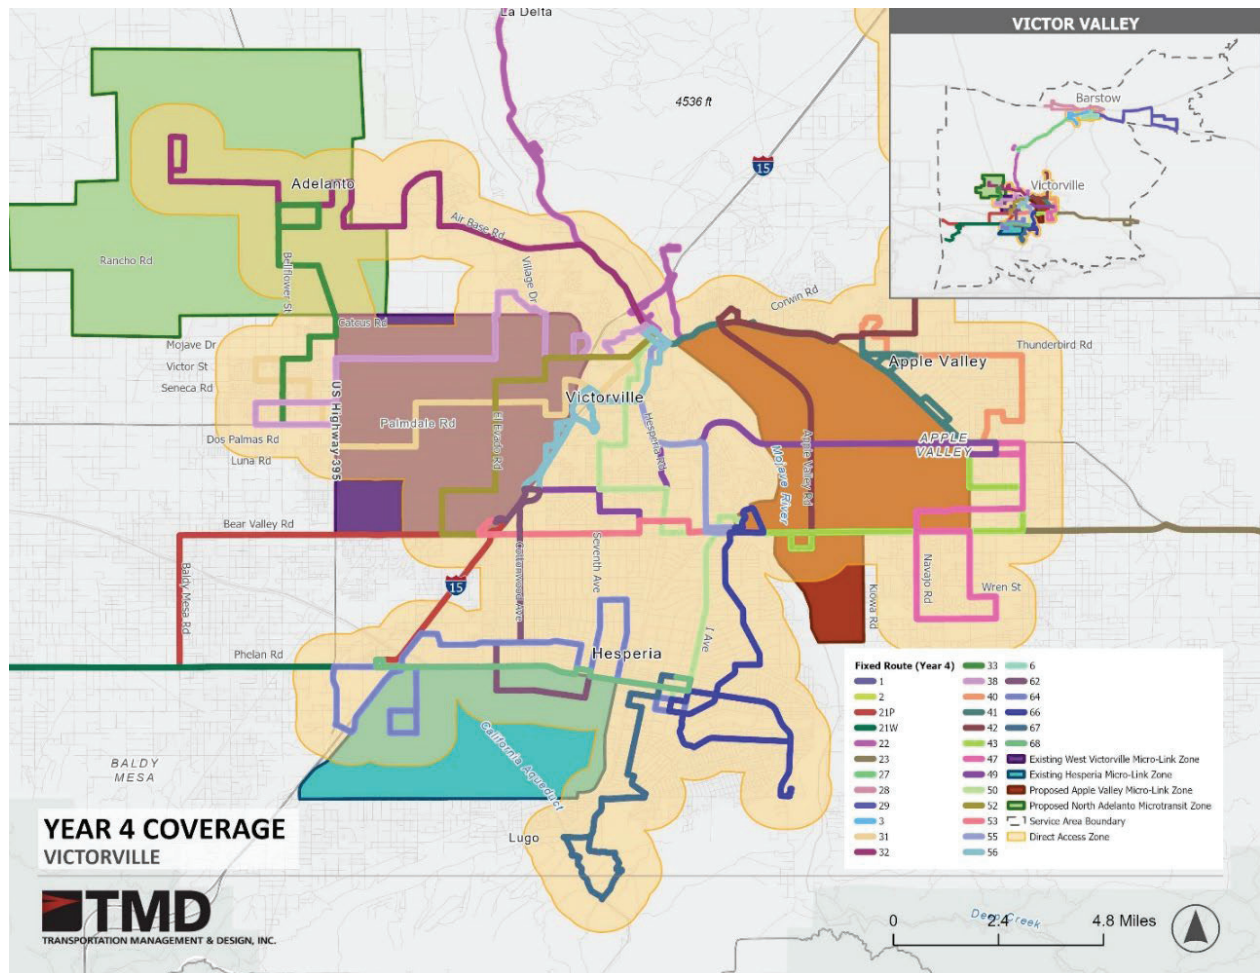 La Delta
VICTOR VALLEY
4536 ft
15
Barstow
Victorville
Adelanto
Air Base Rd
Rancho Rd
Bellflower St
Village Dr
Corwin Rd
Catcus Rd
Mojave Dr
Victor St
Seneca Rd
Thunderbird Rd
Apple Valley
US Highway 395
Victorville
Palmdale Rd
El Evado Rd
Hesperia Rd
Dos Palmas Rd
Luna Rd
APPLE
VALLEY
Apple Valley Rd
Mojave River
Bear Valley Rd
Baldy Mesa Rd
15
Cottonwood Ave
Seventh Ave
I Ave
Kiowa Rd
Navajo Rd
Wren St
Phelan Rd
Hesperia
California Aqueduct
BALDY
MESA
Lugo
Fixed Route (Year 4)
1
2
21P
21W
22
23
27
28
29
3
31
32
33
38
40
41
42
43
47
49
50
52
53
55
56
6
62
64
66
67
68
Existing West Victorville Micro-Link Zone
Existing Hesperia Micro-Link Zone
Proposed Apple Valley Micro-Link Zone
Proposed North Adelanto Microtransit Zone
Service Area Boundary
Direct Access Zone
YEAR 4 COVERAGE
VICTORVILLE
TMD
TRANSPORTATION MANAGEMENT & DESIGN, INC.
Deep Creek
0 2.4 4.8 Miles